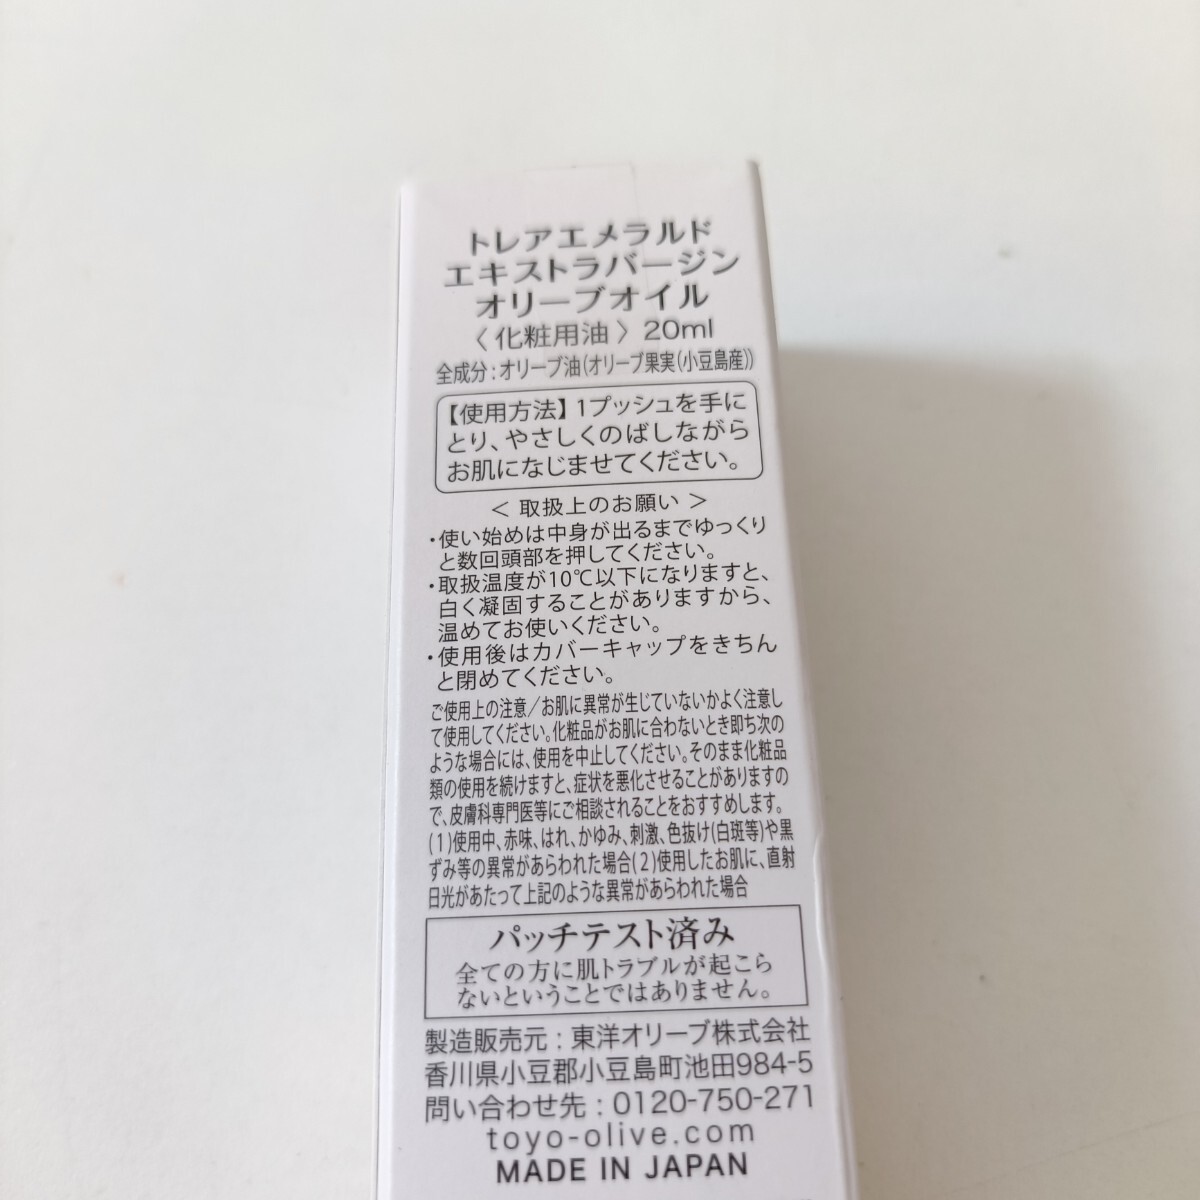 トレアエメラルド
エキストラバージン
オリーブオイル
〈化粧用油〉20ml
全成分:オリーブ油(オリーブ果実(小豆島産))
【使用方法】1プッシュを手に
とり、やさしくのばしながら
お肌になじませてください。
＜ 取扱上のお願い ＞
・使い始めは中身が出るまでゆっくり
と数回頭部を押してください。
・取扱温度が10℃以下になりますと、
白く凝固することがありますから、
温めてお使いください。
・使用後はカバーキャップをきちん
と閉めてください。
ご使用上の注意／お肌に異常が生じていないかよく注意し
て使用してください。化粧品がお肌に合わないとき即ち次の
ような場合には、使用を中止してください。そのまま化粧品
類の使用を続けますと、症状を悪化させることがありますの
で、皮膚科専門医等にご相談されることをおすすめします。
(1)使用中、赤味、はれ、かゆみ、刺激、色抜け(白斑等)や黒
ずみ等の異常があらわれた場合(2)使用したお肌に、直射
日光があたって上記のような異常があらわれた場合
パッチテスト済み
全ての方に肌トラブルが起こら
ないということではありません。
製造販売元:東洋オリーブ株式会社
香川県小豆郡小豆島町池田984-5
問い合わせ先:0120-750-271
toyo-olive.com
MADE IN JAPAN